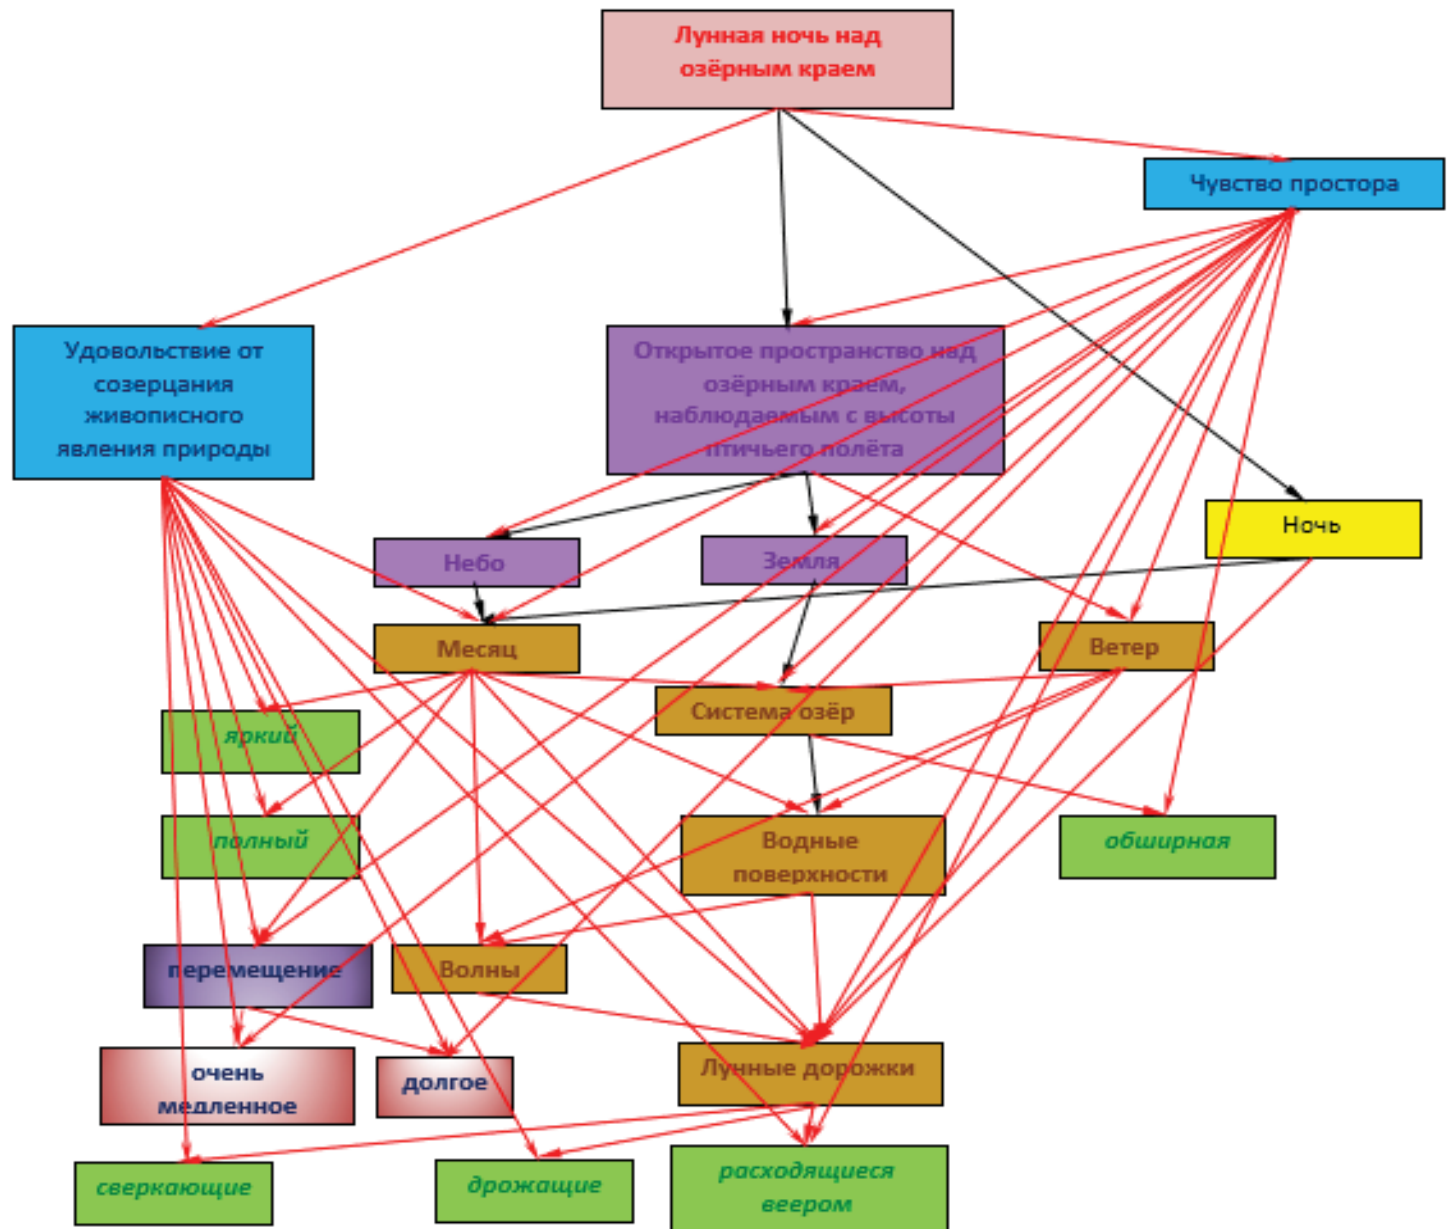 Лунная ночь над
озёрным краем
Чувство простора
Удовольствие от
созерцания
живописного
явления природы
Открытое пространство над
озёрным краем,
наблюдаемым с высоты
птичьего полёта
Ночь
Небо
Земля
Месяц
Ветер
Система озёр
яркий
полный
Водные
поверхности
обширная
перемещение
Волны
очень
медленное
долгое
Лунные дорожки
сверкающие
дрожащие
расходящиеся
веером